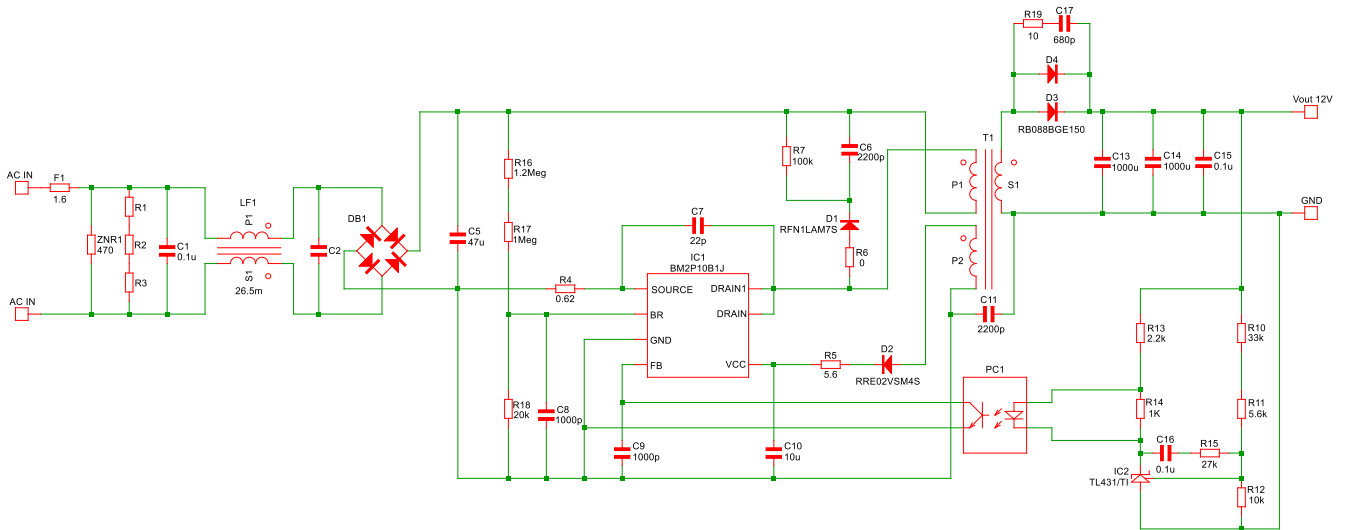 R19
10
C17
680p
D4
D3
RB088BGE150
Vout 12V
AC IN
F1
1.6
ZNR1
470
R1
R2
R3
C1
0.1u
LF1
P1
S1
26.5m
C2
DB1
C5
47u
R16
1.2Meg
R17
1Meg
R7
100k
C6
2200p
D1
RFN1LAM7S
R6
0
C7
22p
T1
P1
S1
P2
C13
1000u
C14
1000u
C15
0.1u
GND
AC IN
R4
0.62
IC1
BM2P10B1J
SOURCE
BR
GND
FB
DRAIN1
DRAIN
VCC
C11
2200p
R5
5.6
D2
RRE02VSM4S
R18
20k
C8
1000p
C9
1000p
C10
10u
PC1
R13
2.2k
R10
33k
R14
1K
R11
5.6k
C16
0.1u
R15
27k
IC2
TL431/TI
R12
10k